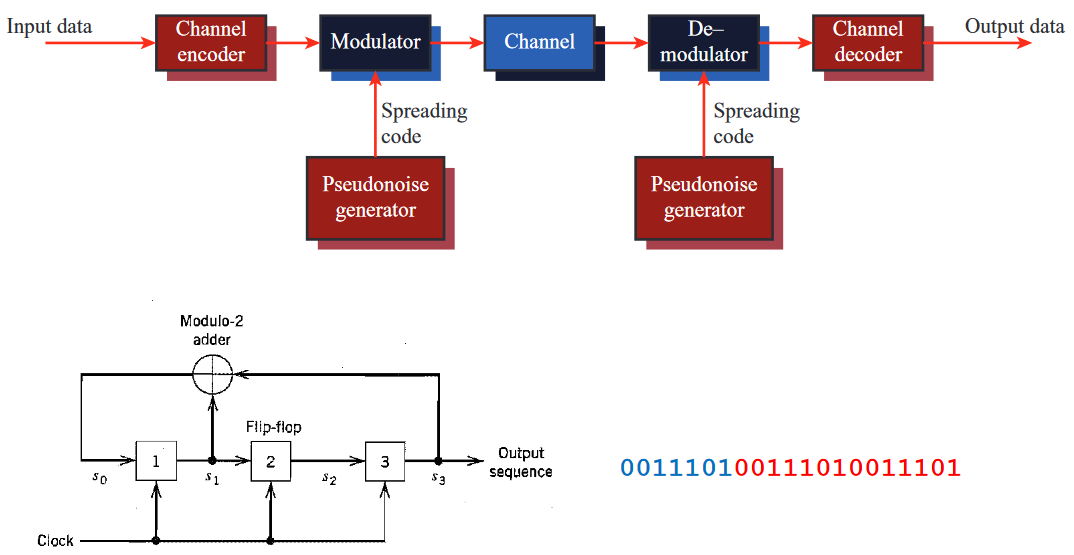 Input data
Channel
encoder
Modulator
Channel
De–
modulator
Channel
decoder
Output data
Spreading
code
Spreading
code
Pseudonoise
generator
Pseudonoise
generator
Modulo-2
adder
Flip-flop
1
2
3
s0
s1
s2
s3
Output
sequence
Clock
001110100111010011101